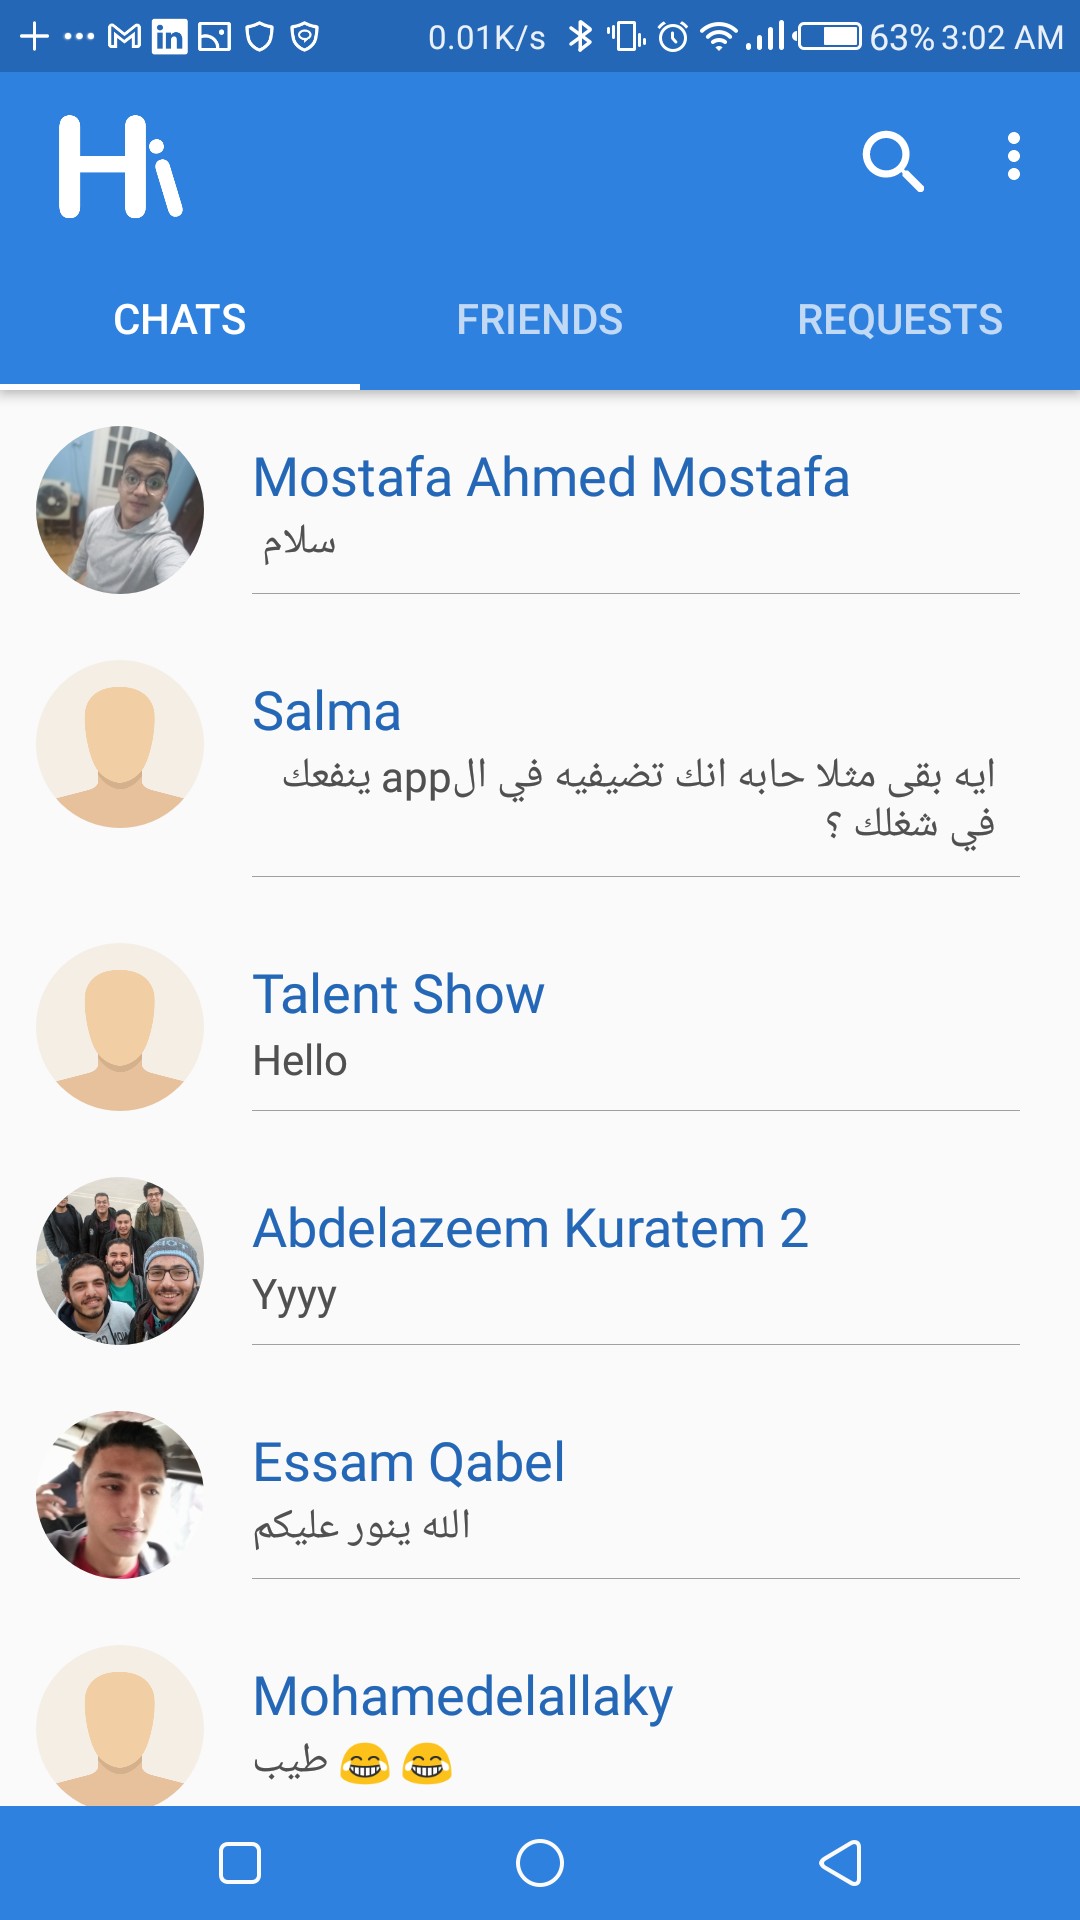 0.01K/s 63% 3:02 AM
Hi
CHATS FRIENDS REQUESTS
Mostafa Ahmed Mostafa
سلام
Salma
ايه بقى مثلا حابه انك تضيفيه في الapp ينفعك
في شغلك ؟
Talent Show
Hello
Abdelazeem Kuratem 2
Yyyy
Essam Qabel
الله ينور عليكم
Mohamedelallaky
طيب 😂 😂